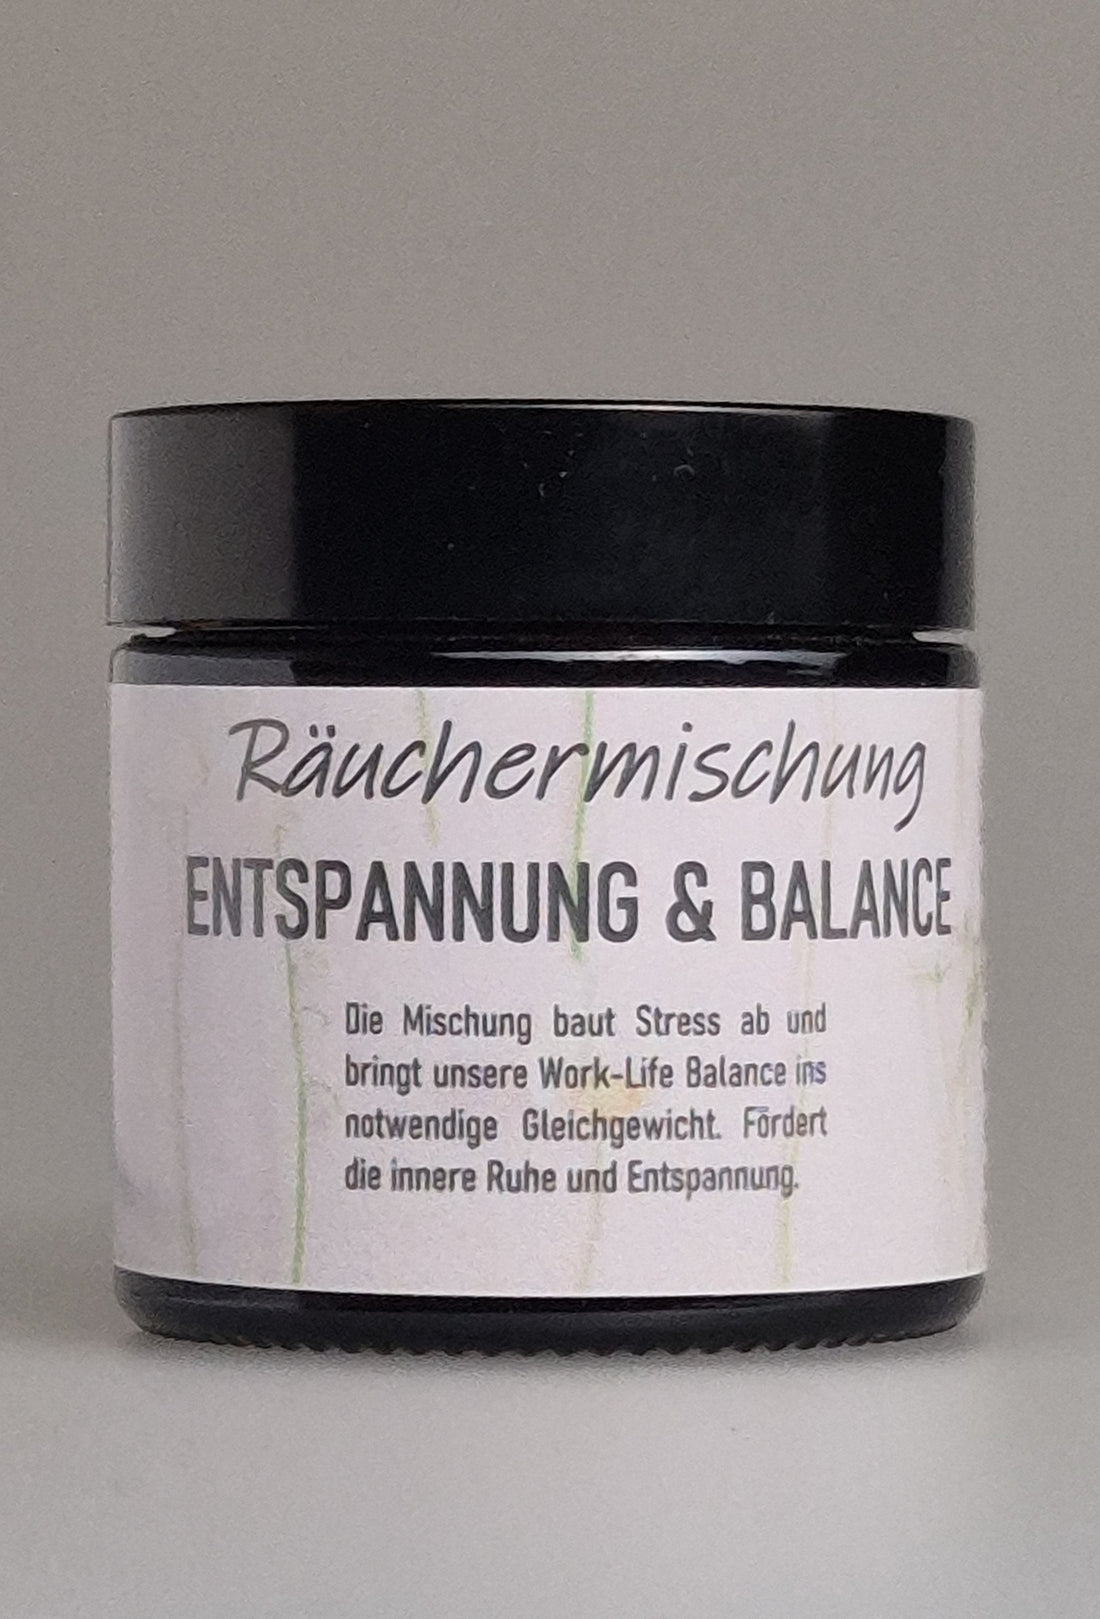 Räuchermischung
ENTSPANNUNG & BALANCE
Die Mischung baut Stress ab und
bringt unsere Work-Life Balance ins
notwendige Gleichgewicht. Fördert
die innere Ruhe und Entspannung.